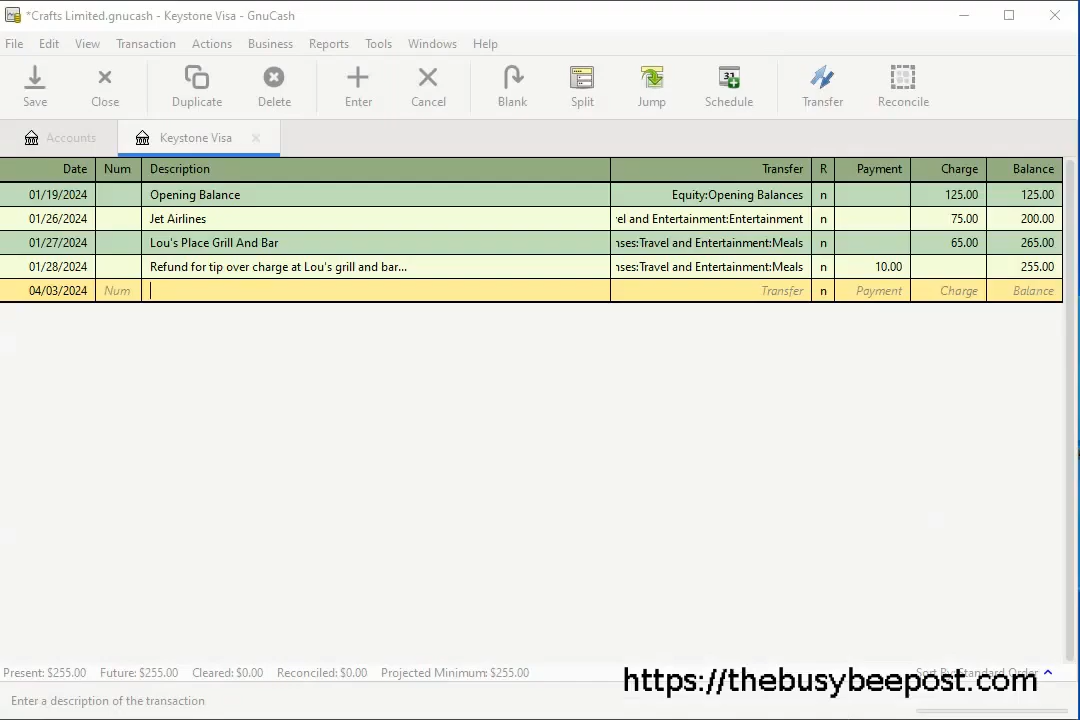 *Crafts Limited.gnucash - Keystone Visa - GnuCash
File Edit View Transaction Actions Business Reports Tools Windows Help
Save Close Duplicate Delete Enter Cancel Blank Split Jump Schedule Transfer Reconcile
31
Accounts Keystone Visa
Date Num Description Transfer R Payment Charge Balance
01/19/2024 Opening Balance Equity:Opening Balances n 125.00 125.00
01/26/2024 Jet Airlines el and Entertainment:Entertainment n 75.00 200.00
01/27/2024 Lou's Place Grill And Bar nses:Travel and Entertainment:Meals n 65.00 265.00
01/28/2024 Refund for tip over charge at Lou's grill and bar... nses:Travel and Entertainment:Meals n 10.00 255.00
04/03/2024 Num Transfer n Payment Charge Balance
Present: $255.00 Future: $255.00 Cleared: $0.00 Reconciled: $0.00 Projected Minimum: $255.00 Sort By: Standard Order
https://thebusybeepost.com
Enter a description of the transaction